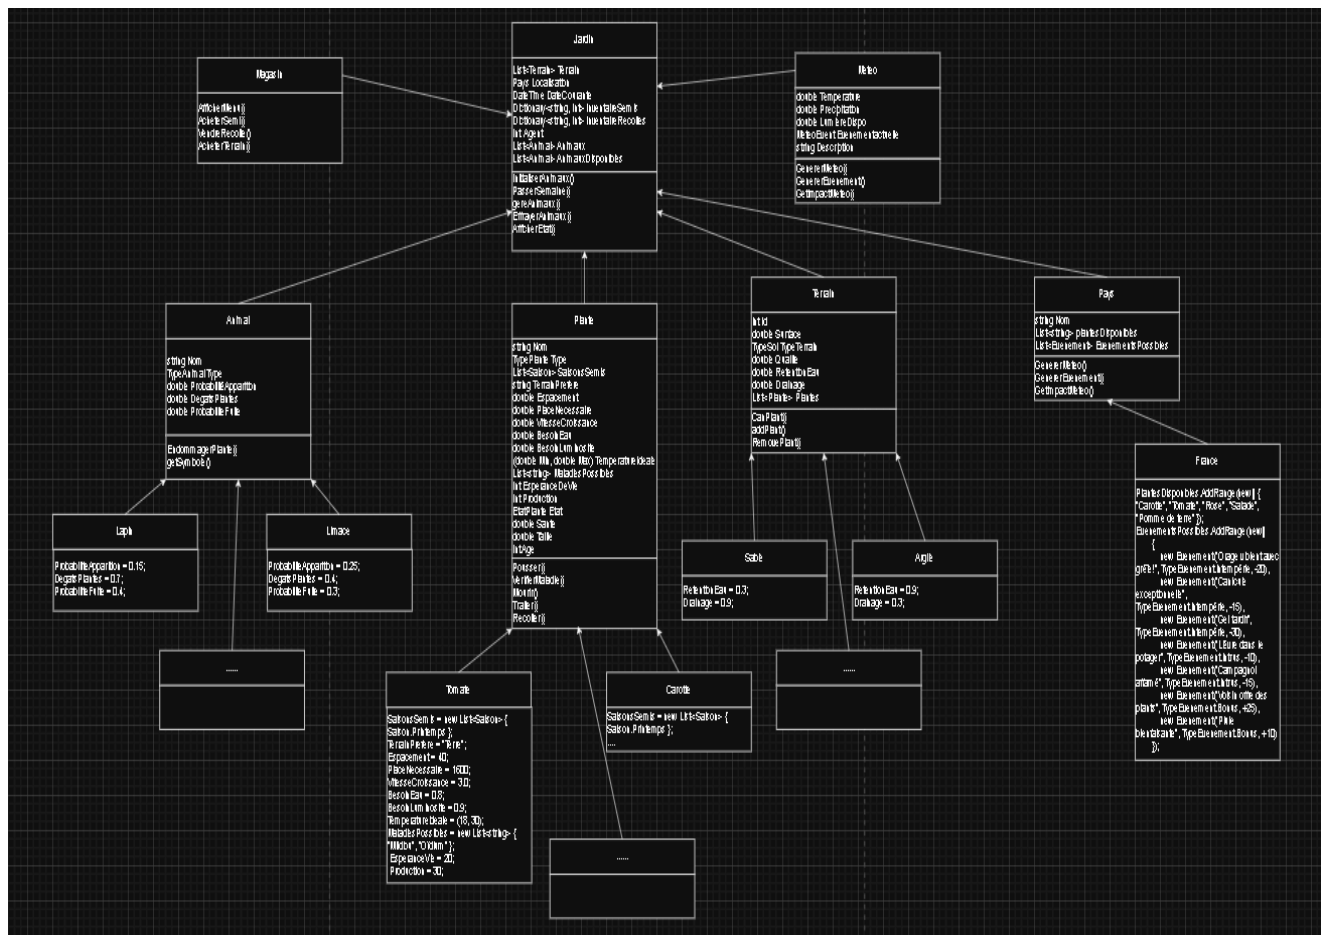 Jardin
List<Terrain> Terrain
Pays Localisation
DateTime DateCourante
Dictionary<string, int> InventaireSemis
Dictionary<string, int> InventaireRecoltes
int Argent
List<Animal> Animaux
List<Animal> AnimauxDisponibles
InitialiserAnimaux()
PasserSemaine()
gererAnimaux()
EffrayerAnimaux()
AfficherEtat()
Magasin
AfficherMenu()
AcheterSemi()
VendreRecolte()
AcheterTerrain()
Meteo
double Temperature
double Precipitation
double LumiereDispo
MeteoEvent Evenementactuelle
string Description
GenererMeteo()
GenererEvenement()
GetImpactMeteo()
Animal
string Nom
TypeAnimal Type
double ProbabiliteApparition
double DegatsPlantes
double ProbabiliteFuite
EndommagerPlante()
getSymbole()
Plante
string Nom
TypePlante Type
List<Saison> SaisonsSemis
string TerrainPrefere
double Espacement
double PlaceNecessaire
double VitesseCroissance
double BesoinEau
double BesoinLuminosite
(double Min, double Max) TemperatureIdeale
List<string> MaladiesPossibles
int EsperanceDeVie
int Production
EtatPlante Etat
double Sante
double Taille
int Age
Pousser()
VerifierMaladie()
Mourir()
Traiter()
Recolter()
Terrain
int Id
double Surface
TypeSol TypeTerrain
double Qualite
double RetentionEau
double Drainage
List<Plante> Plantes
CanPlant()
addPlant()
RemovePlant()
Pays
string Nom
List<string> plantesDisponibles
List<Evenement> EvenementsPossibles
GenererMeteo()
GenererEvenement()
GetImpactMeteo()
France
PlantesDisponibles.AddRange(new[] {
"Carotte", "Tomate", "Rose", "Salade",
"Pomme de terre" });
EvenementsPossibles.AddRange(new[]
{
new Evenement("Orage violent avec
grêle!", TypeEvenement.Intempérie, -20),
new Evenement("Canicule
exceptionnelle",
TypeEvenement.Intempérie, -15),
new Evenement("Gel tardif",
TypeEvenement.Intempérie, -30),
new Evenement("Lièvre dans le
potager", TypeEvenement.Intrus, -10),
new Evenement("Campagnol
affamé", TypeEvenement.Intrus, -15),
new Evenement("Voisin offre des
plants", TypeEvenement.Bonus, +25),
new Evenement("Pluie
bienfaisante", TypeEvenement.Bonus, +10)
});
Lapin
ProbabiliteApparition = 0.15;
DegatsPlantes = 0.7;
ProbabiliteFuite = 0.4;
Limace
ProbabiliteApparition = 0.25;
DegatsPlantes = 0.4;
ProbabiliteFuite = 0.3;
......
Sable
RetentionEau = 0.3;
Drainage = 0.9;
Argile
RetentionEau = 0.9;
Drainage = 0.3;
......
Tomate
SaisonsSemis = new List<Saison> {
Saison.Printemps };
TerrainPrefere = "Terre";
Espacement = 40;
PlaceNecessaire = 1600;
VitesseCroissance = 3.0;
BesoinEau = 0.8;
BesoinLuminosite = 0.9;
TemperatureIdeale = (18, 30);
MaladiesPossibles = new List<string> {
"Mildiou", "Oïdium" };
EsperanceVie = 20;
Production = 30;
Carotte
SaisonsSemis = new List<Saison> {
Saison.Printemps };
....
......